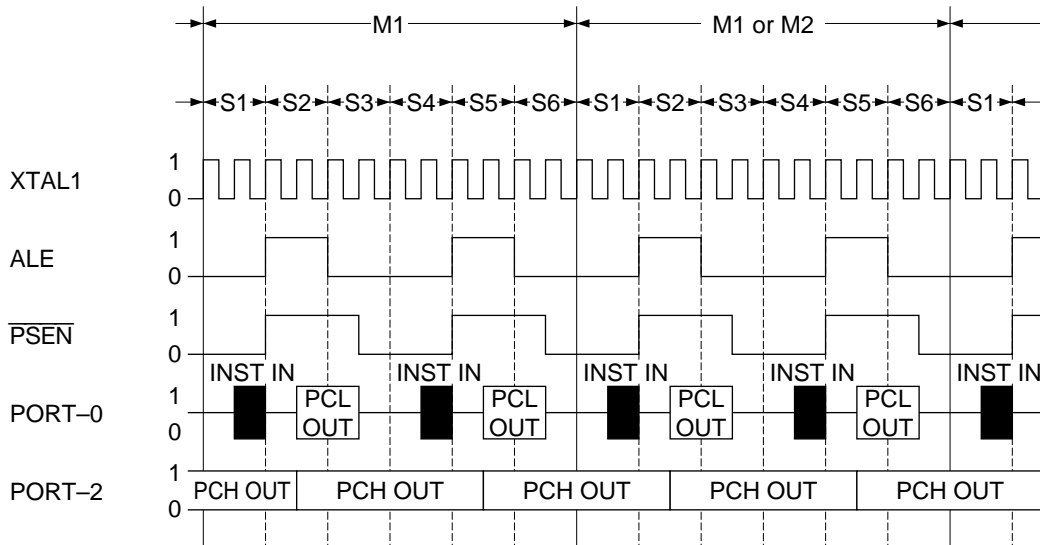 M1 M1 or M2
S1 S2 S3 S4 S5 S6 S1 S2 S3 S4 S5 S6 S1
XTAL1 1
0
ALE 1
0
PSEN 1
0
INST IN INST IN INST IN INST IN INST IN
PORT–0 1 PCL PCL PCL PCL
0 OUT OUT OUT OUT
PORT–2 1
0 PCH OUT PCH OUT PCH OUT PCH OUT PCH OUT